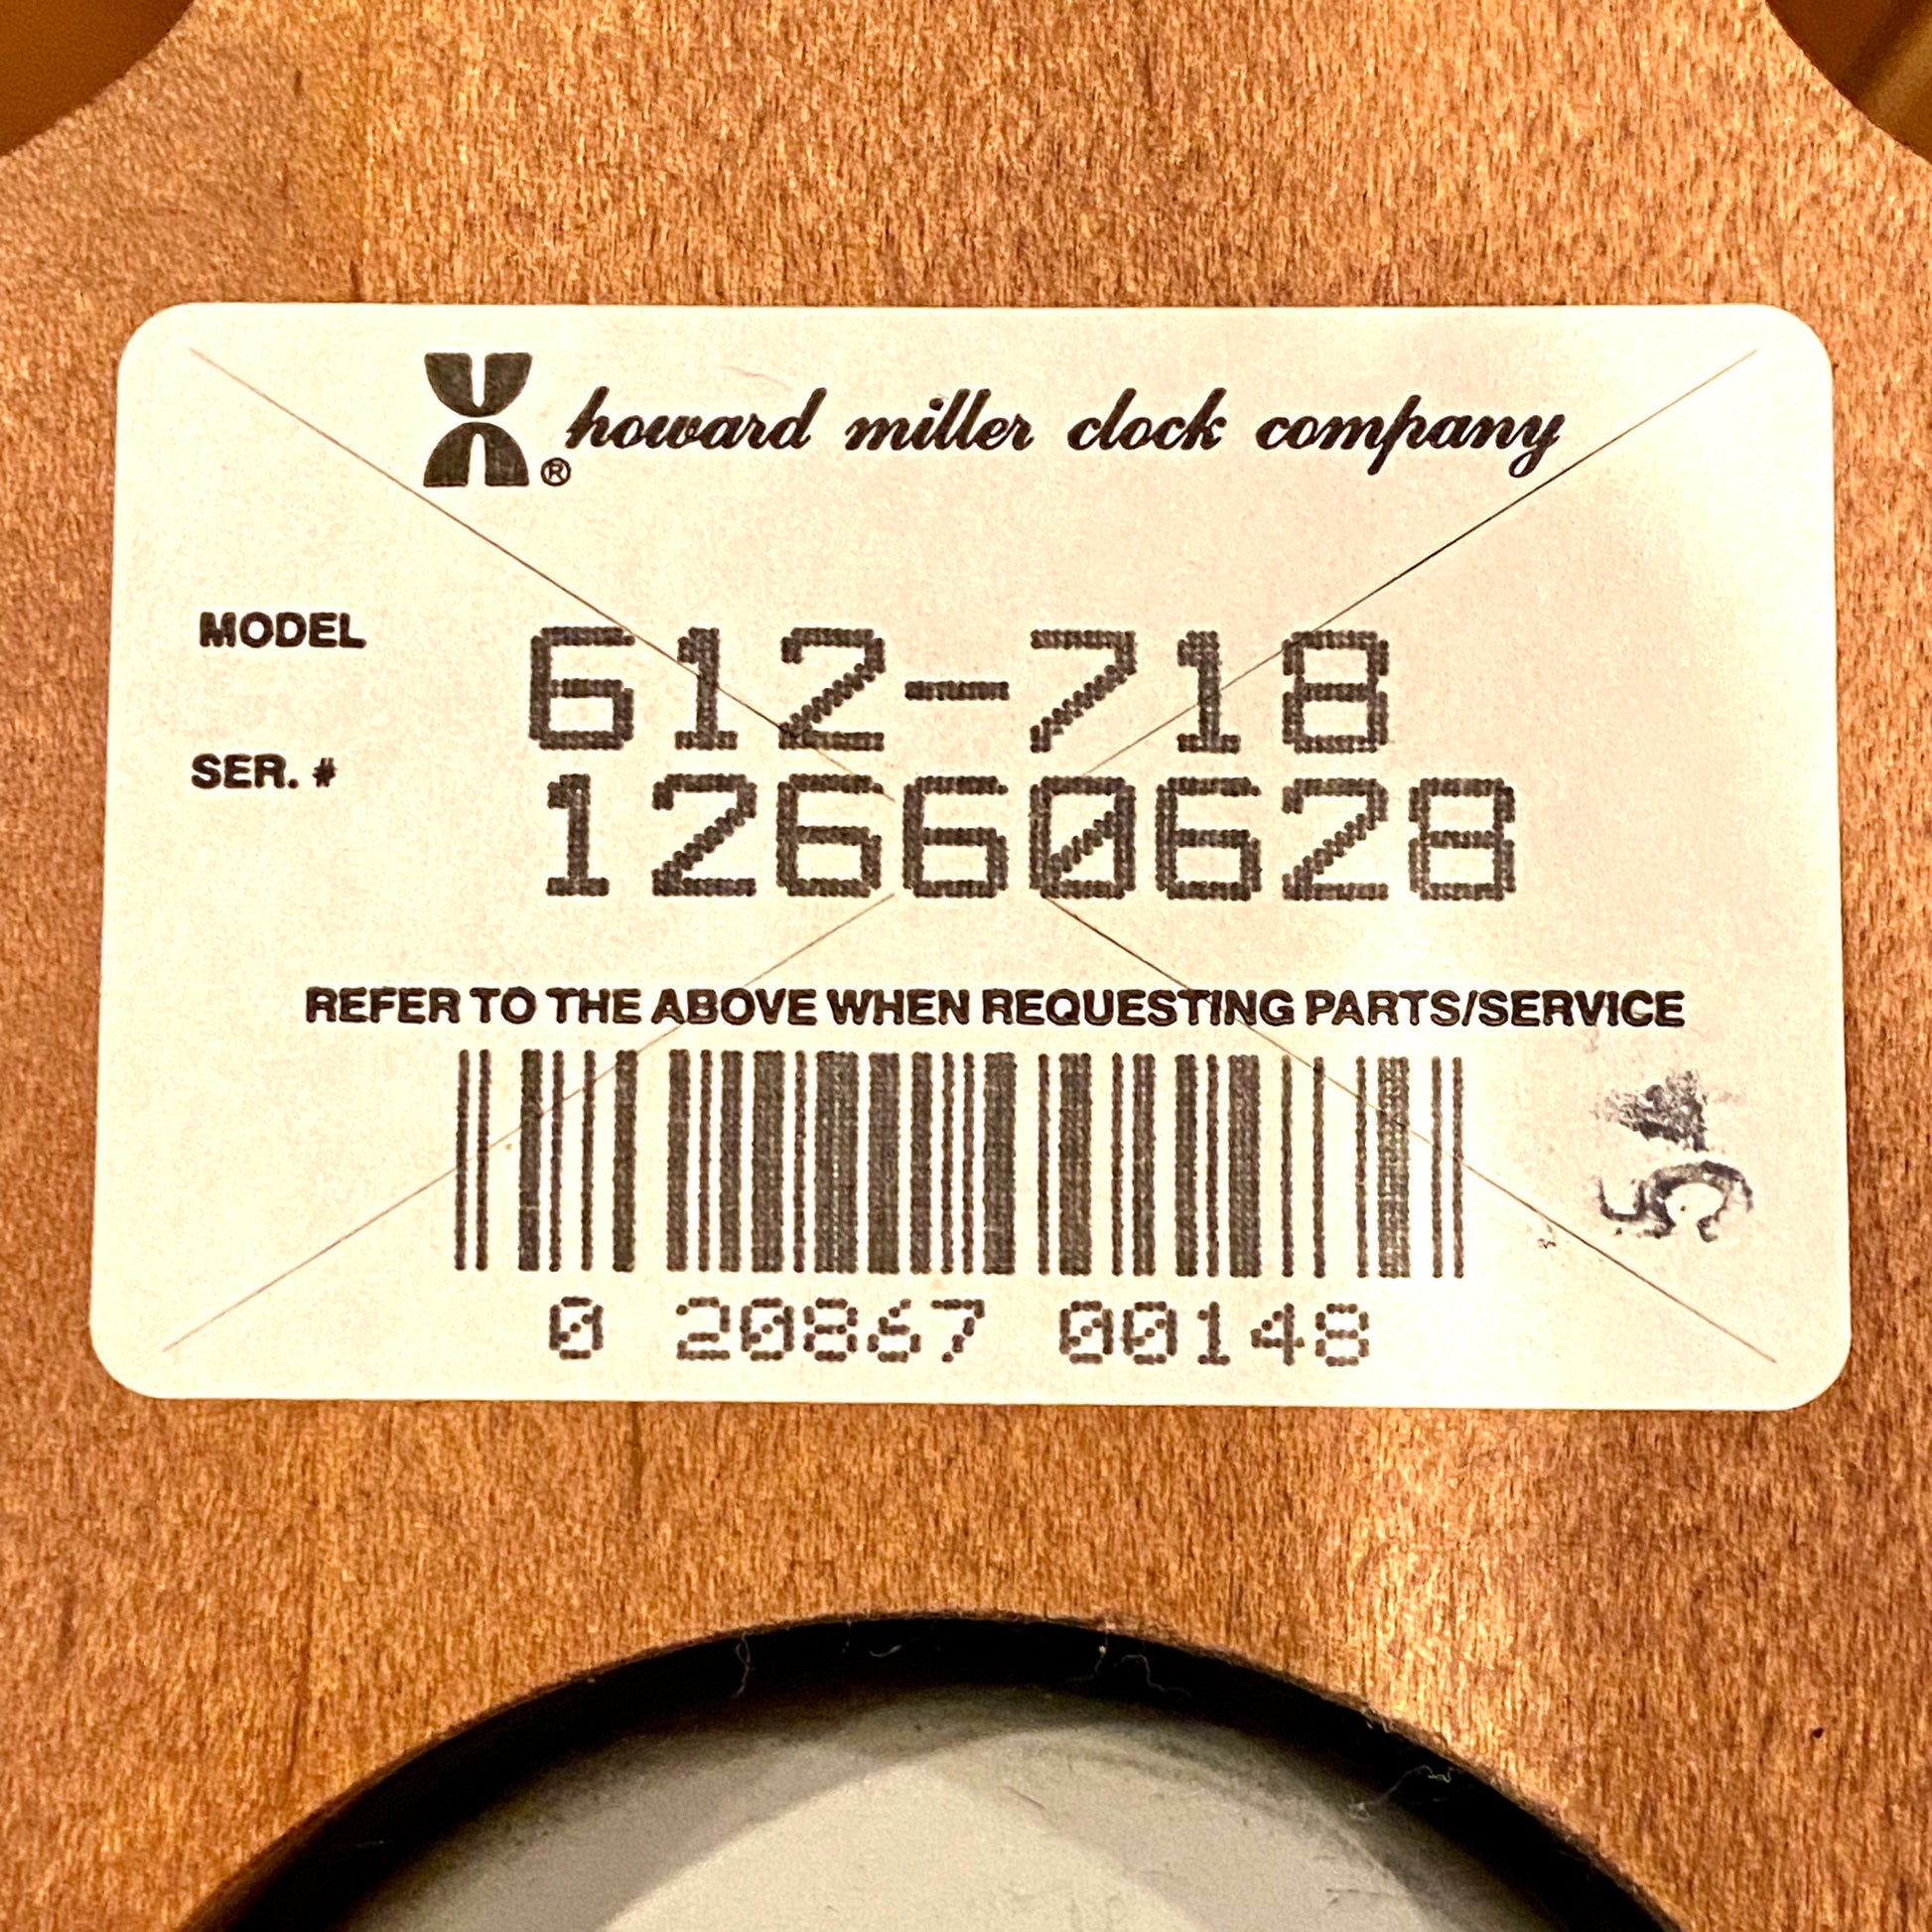 ® howard miller clock company
MODEL 612-718
SER. # 12660628
REFER TO THE ABOVE WHEN REQUESTING PARTS/SERVICE
0 20867 00148